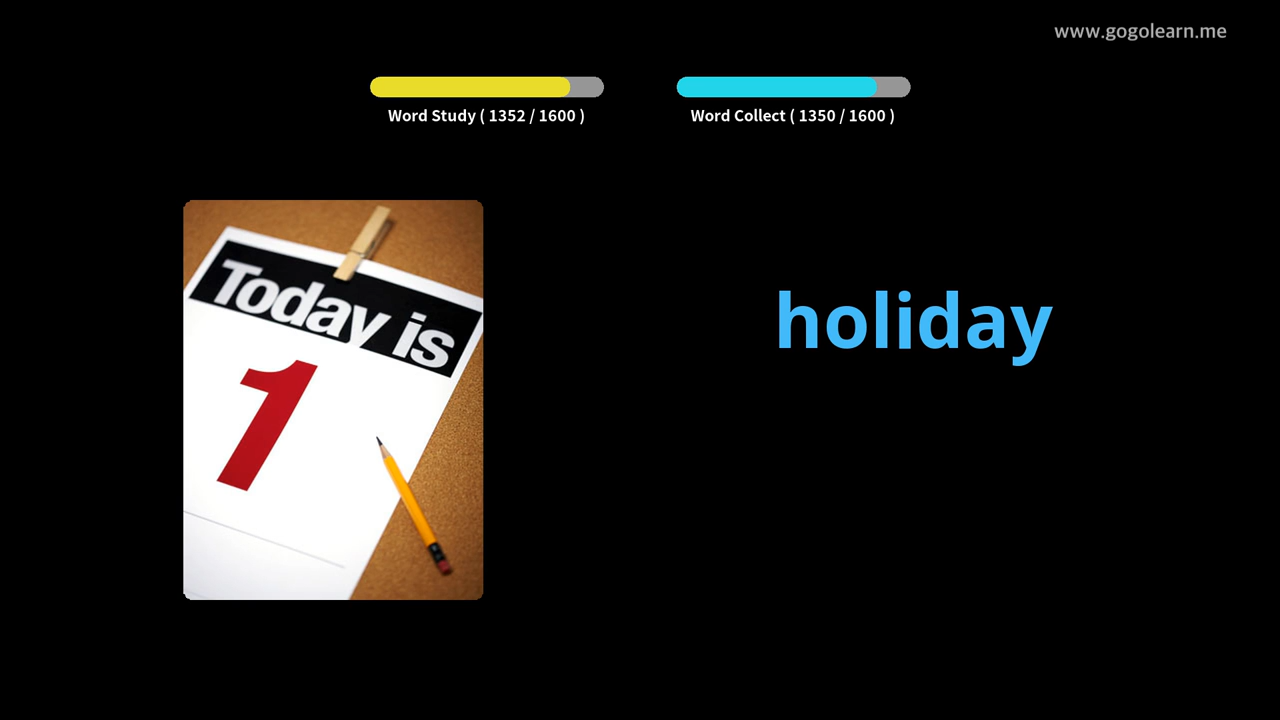 www.gogolearn.me
Word Study ( 1352 / 1600 )
Word Collect ( 1350 / 1600 )
Today is
1
holiday